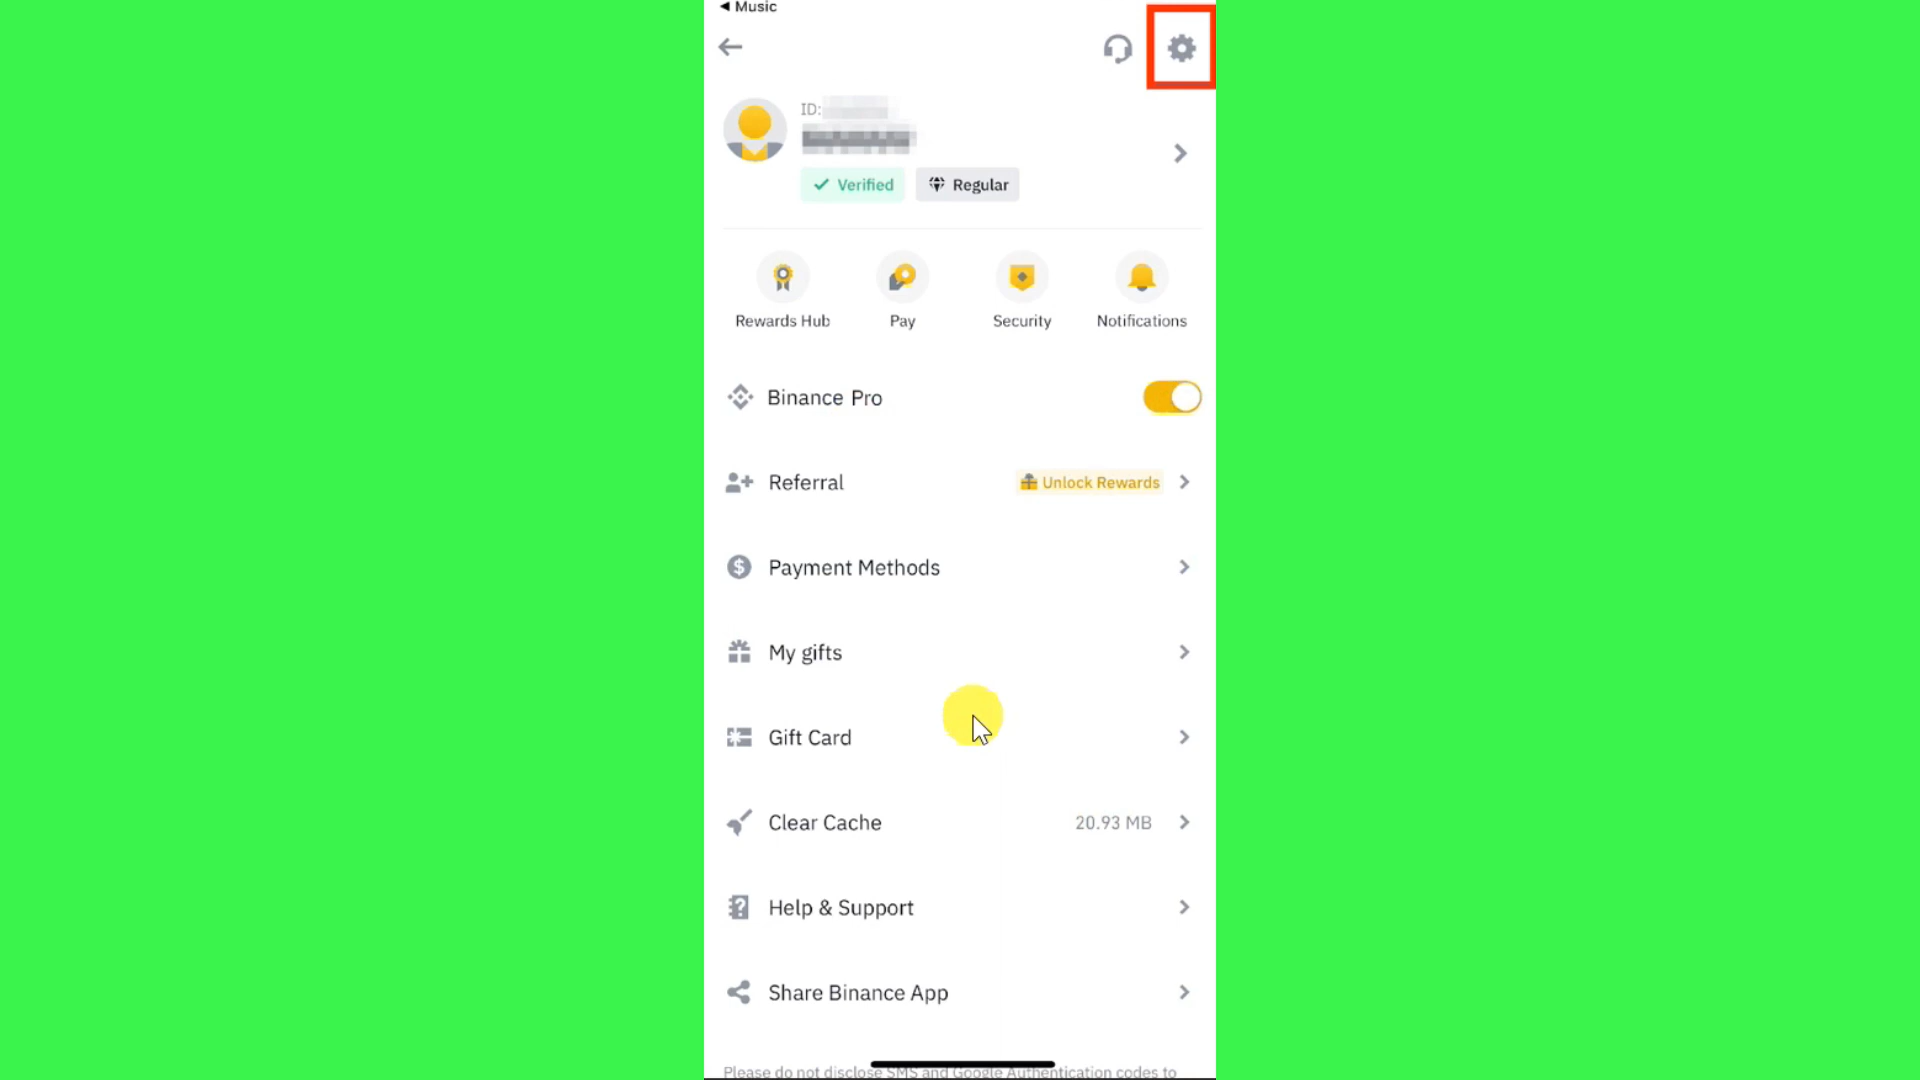 ◀ Music
ID:
Verified
Regular
Rewards Hub
Pay
Security
Notifications
Binance Pro
Referral
Unlock Rewards
Payment Methods
My gifts
Gift Card
Clear Cache
20.93 MB
Help & Support
Share Binance App
Please do not disclose SMS and Google Authentication codes to